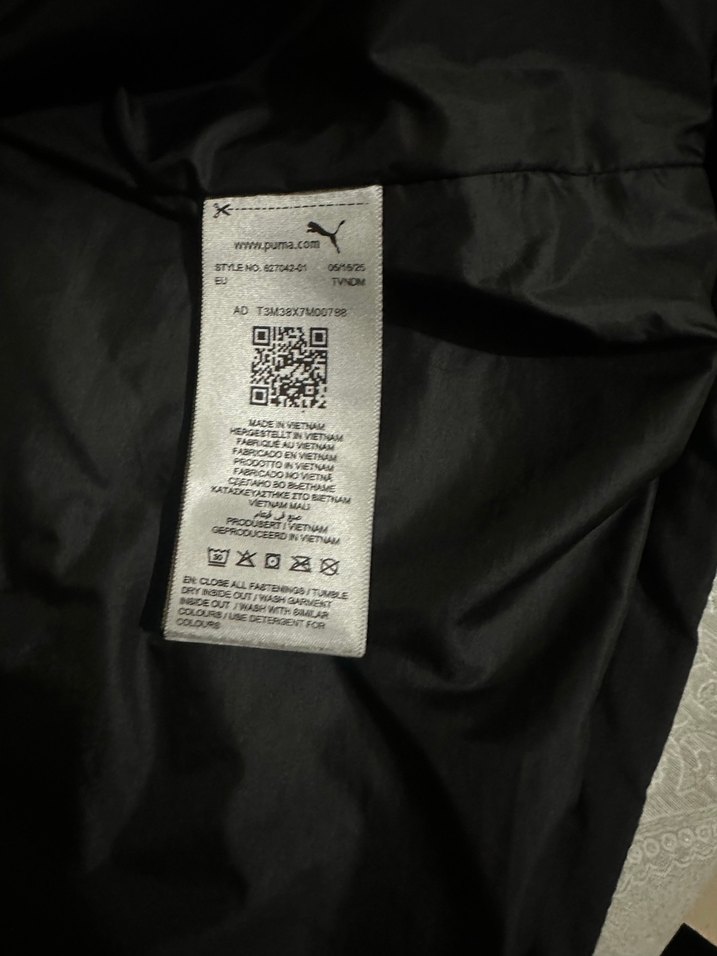 www.puma.com
STYLE NO. 627042-01 05/15/25
EU TVNDM
AD T3M38X7M00788
MADE IN VIETNAM
HERGESTELLT IN VIETNAM
FABRIQUÉ AU VIETNAM
FABRICADO EN VIETNAM
PRODOTTO IN VIETNAM
FABRICADO NO VIETNÃ
СДЕЛАНО ВО ВЬЕТНАМЕ
ΚΑΤΑΣΚΕΥΑΣΤΗΚΕ ΣΤΟ ΒΙΕΤΝΑΜ
VIETNAM MALI
صنع في فيتنام
PRODUSERT I VIETNAM
GEPRODUCEERD IN VIETNAM
30
EN: CLOSE ALL FASTENINGS / TUMBLE
DRY INSIDE OUT / WASH GARMENT
INSIDE OUT / WASH WITH SIMILAR
COLOURS / USE DETERGENT FOR
COLOURS